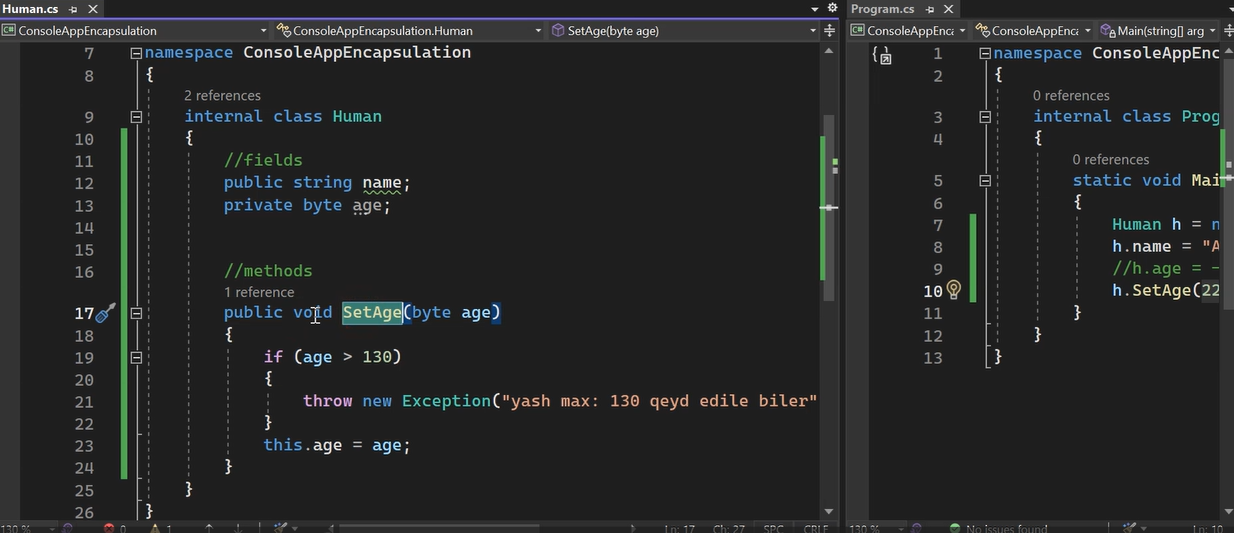 Human.cs
ConsoleAppEncapsulation
ConsoleAppEncapsulation.Human
SetAge(byte age)
7 namespace ConsoleAppEncapsulation
8 {
2 references
9 internal class Human
10 {
11 //fields
12 public string name;
13 private byte age;
14
15
16 //methods
1 reference
17 public void SetAge(byte age)
18 {
19 if (age > 130)
20 {
21 throw new Exception("yash max: 130 qeyd edile biler"
22 }
23 this.age = age;
24 }
25 }
26 }
130 %
0
1
Ln: 17 Ch: 27 SPC CRLF
Program.cs
ConsoleAppEnca
ConsoleAppEnca
Main(string[] arg
1 namespace ConsoleAppEnc
2 {
0 references
3 internal class Prog
4 {
0 references
5 static void Mai
6 {
7 Human h = n
8 h.name = "A
9 //h.age = -
10 h.SetAge(22
11 }
12 }
13 }
130 %
No issues found
Ln: 10